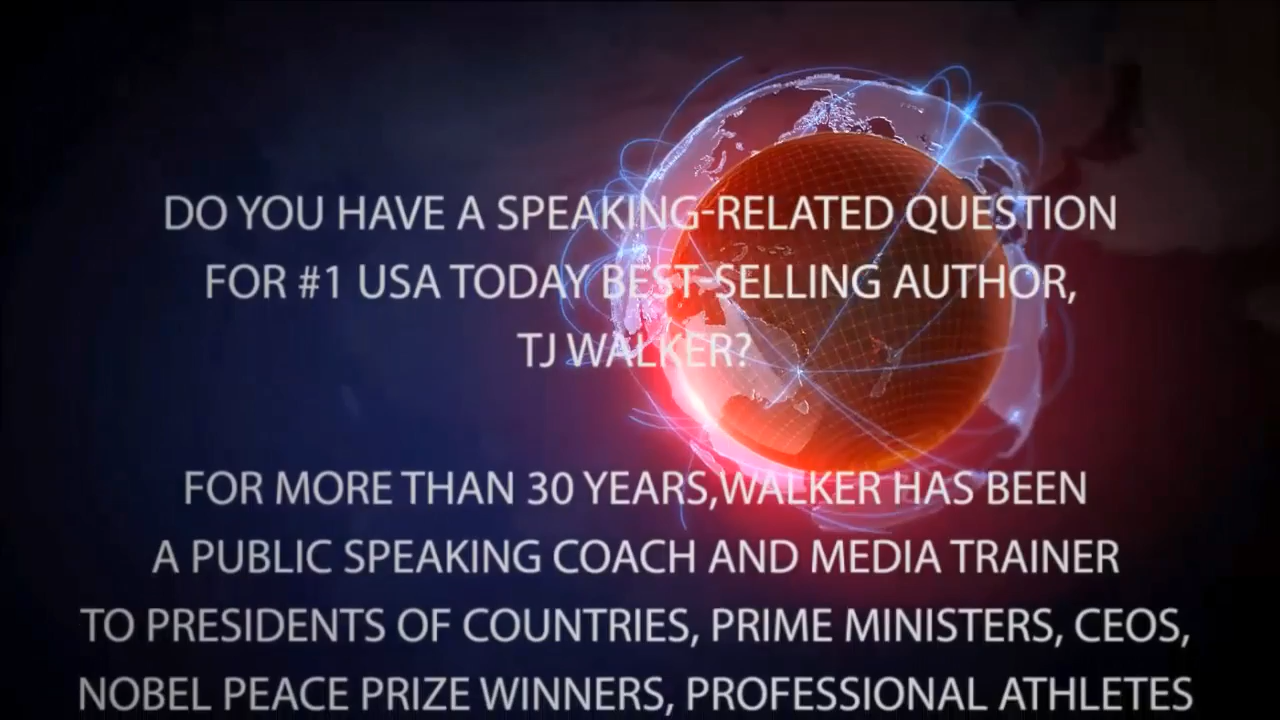 DO YOU HAVE A SPEAKING-RELATED QUESTION
FOR #1 USA TODAY BEST-SELLING AUTHOR,
TJ WALKER?
FOR MORE THAN 30 YEARS,WALKER HAS BEEN
A PUBLIC SPEAKING COACH AND MEDIA TRAINER
TO PRESIDENTS OF COUNTRIES, PRIME MINISTERS, CEOS,
NOBEL PEACE PRIZE WINNERS, PROFESSIONAL ATHLETES